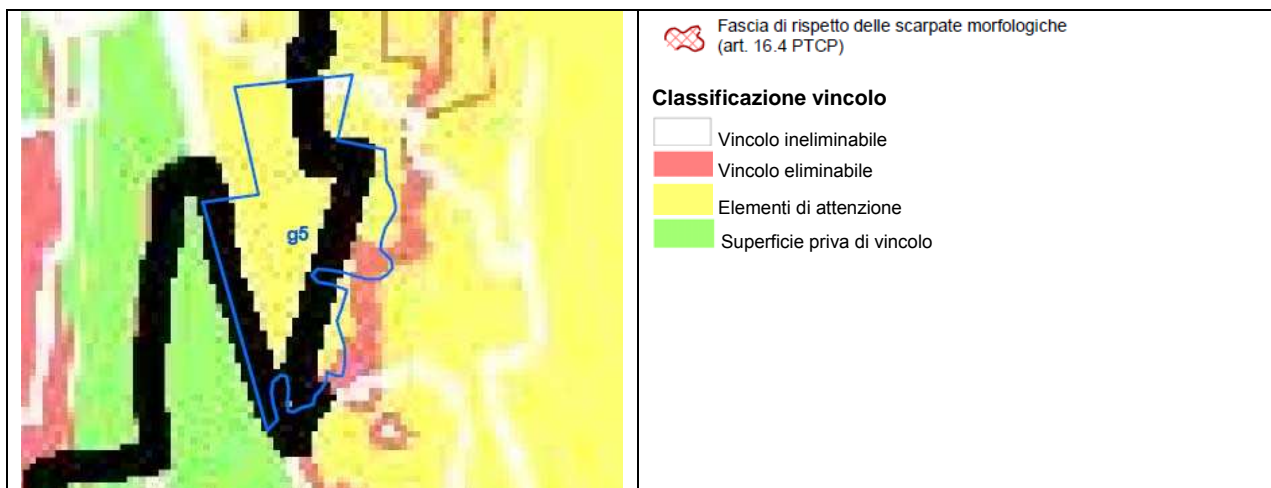 g5
Fascia di rispetto delle scarpate morfologiche
(art. 16.4 PTCP)
Classificazione vincolo
Vincolo ineliminabile
Vincolo eliminabile
Elementi di attenzione
Superficie priva di vincolo